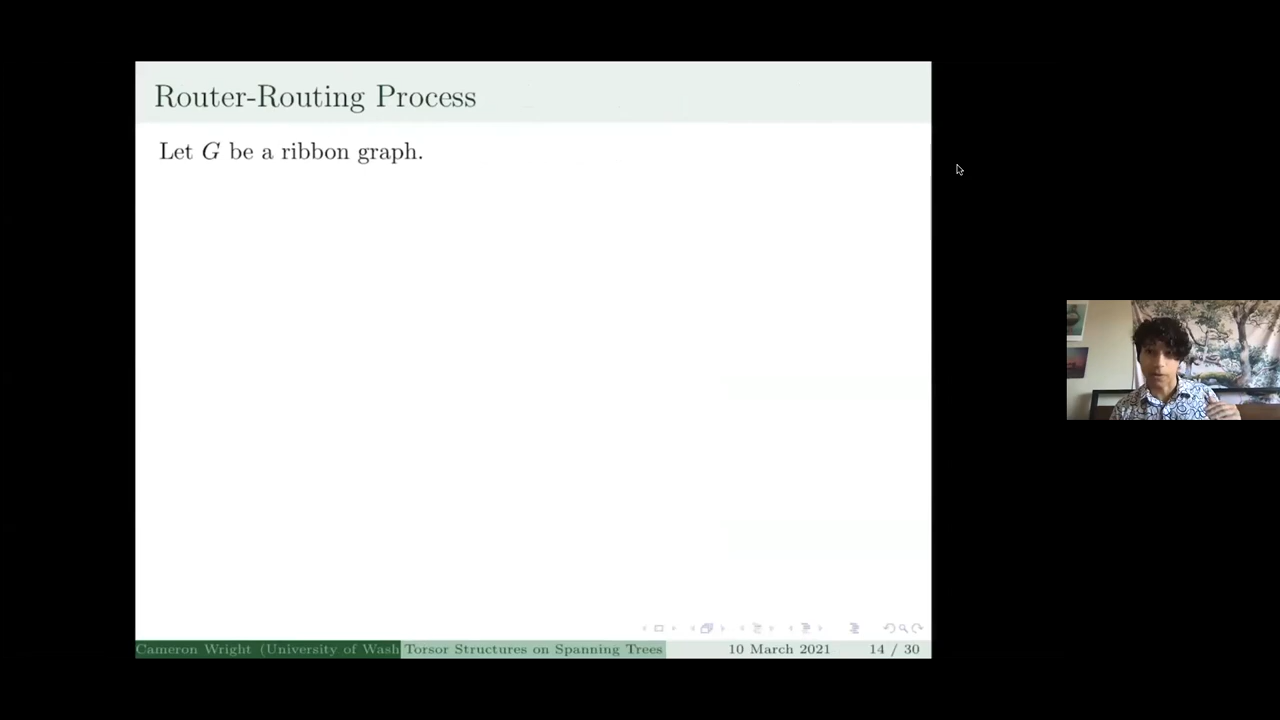 Router-Routing Process
Let G be a ribbon graph.
Cameron Wright (University of Wash
Torsor Structures on Spanning Trees
10 March 2021
14 / 30